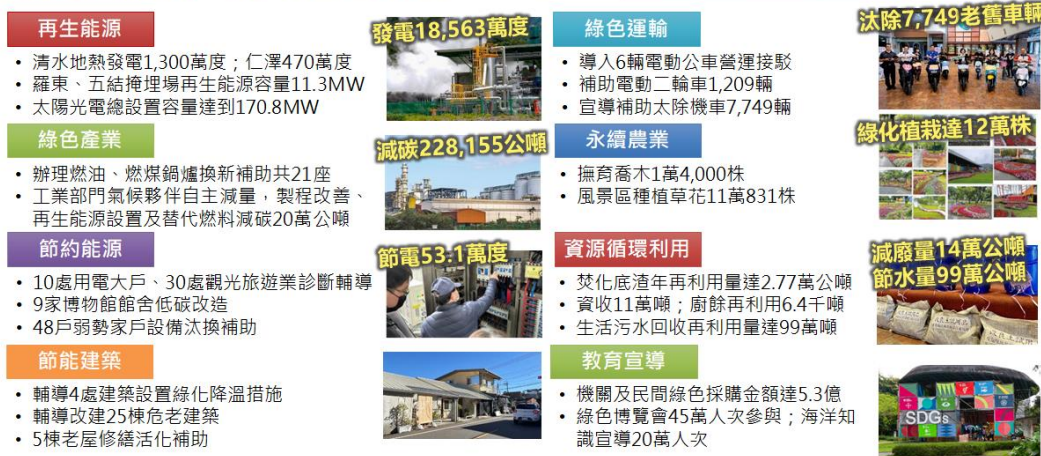 再生能源
發電18,563萬度
• 清水地熱發電1,300萬度；仁澤470萬度
• 羅東、五結掩埋場再生能源容量11.3MW
• 太陽光電總設置容量達到170.8MW
綠色運輸
汰除7,749老舊車輛
• 導入6輛電動公車營運接駁
• 補助電動二輪車1,209輛
• 宣導補助太除機車7,749輛
綠色產業
減碳228,155公噸
• 辦理燃油、燃煤鍋爐換新補助共21座
• 工業部門氣候夥伴自主減量，製程改善、
再生能源設置及替代燃料減碳20萬公噸
永續農業
綠化植栽達12萬株
• 撫育喬木1萬4,000株
• 風景區種植草花11萬831株
節約能源
節電53.1萬度
• 10處用電大戶、30處觀光旅遊業診斷輔導
• 9家博物館館舍低碳改造
• 48戶弱勢家戶設備汰換補助
資源循環利用
減廢量14萬公噸
節水量99萬公噸
• 焚化底渣年再利用量達2.77萬公噸
• 資收11萬噸；廚餘再利用6.4千噸
• 生活污水回收再利用量達99萬噸
節能建築
• 輔導4處建築設置綠化降溫措施
• 輔導改建25棟危老建築
• 5棟老屋修繕活化補助
教育宣導
• 機關及民間綠色採購金額達5.3億
• 綠色博覽會45萬人次參與；海洋知
識宣導20萬人次
SDGs